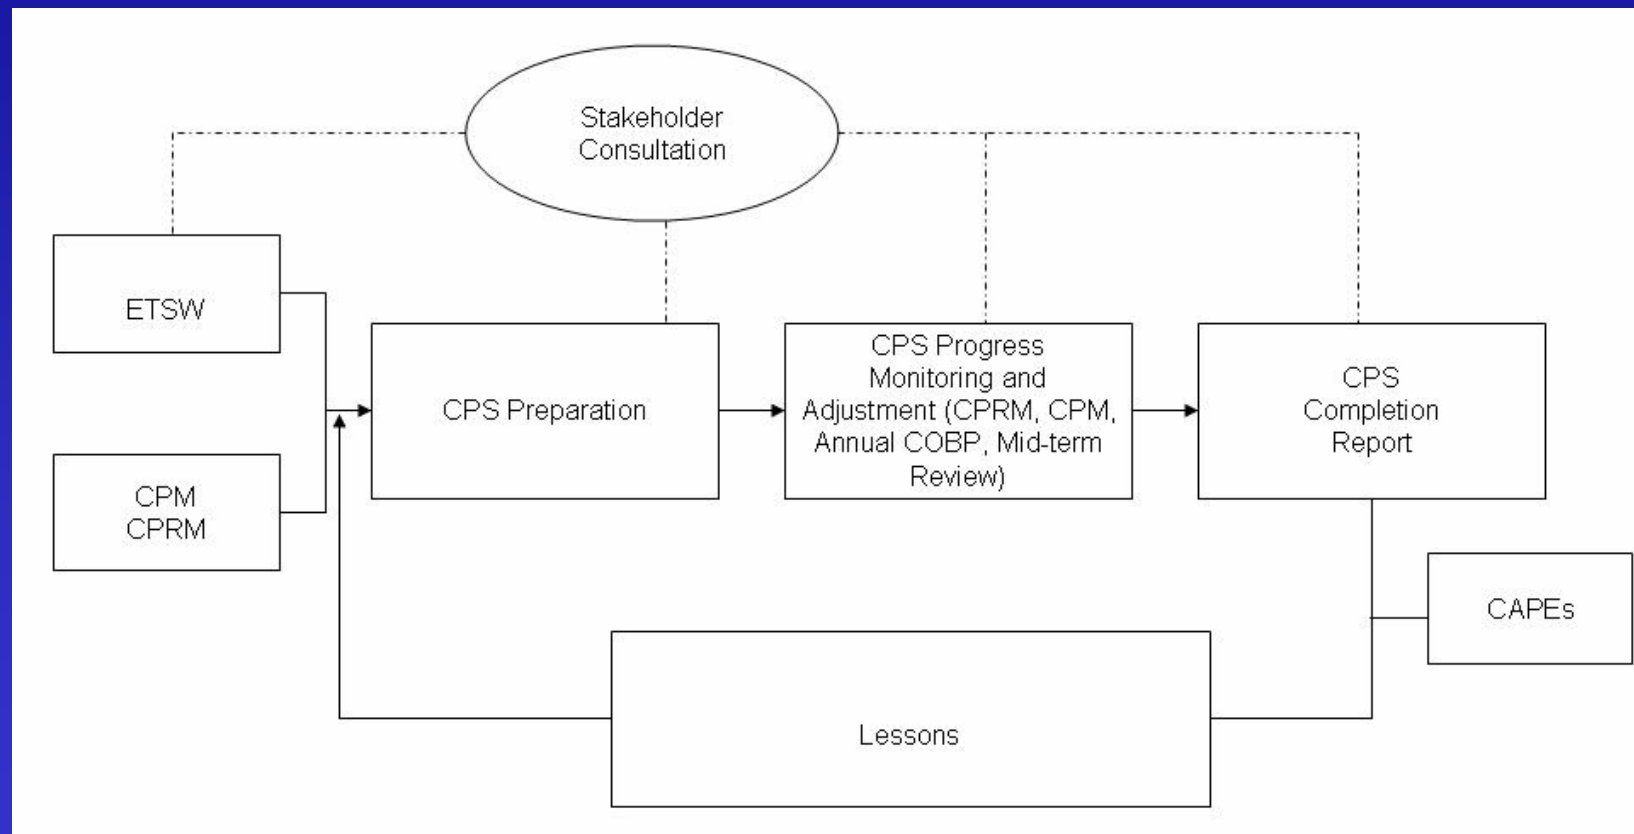 Stakeholder
Consultation
ETSW
CPM
CPRM
CPS Preparation
CPS Progress
Monitoring and
Adjustment (CPRM, CPM,
Annual COBP, Mid-term
Review)
CPS
Completion
Report
CAPEs
Lessons